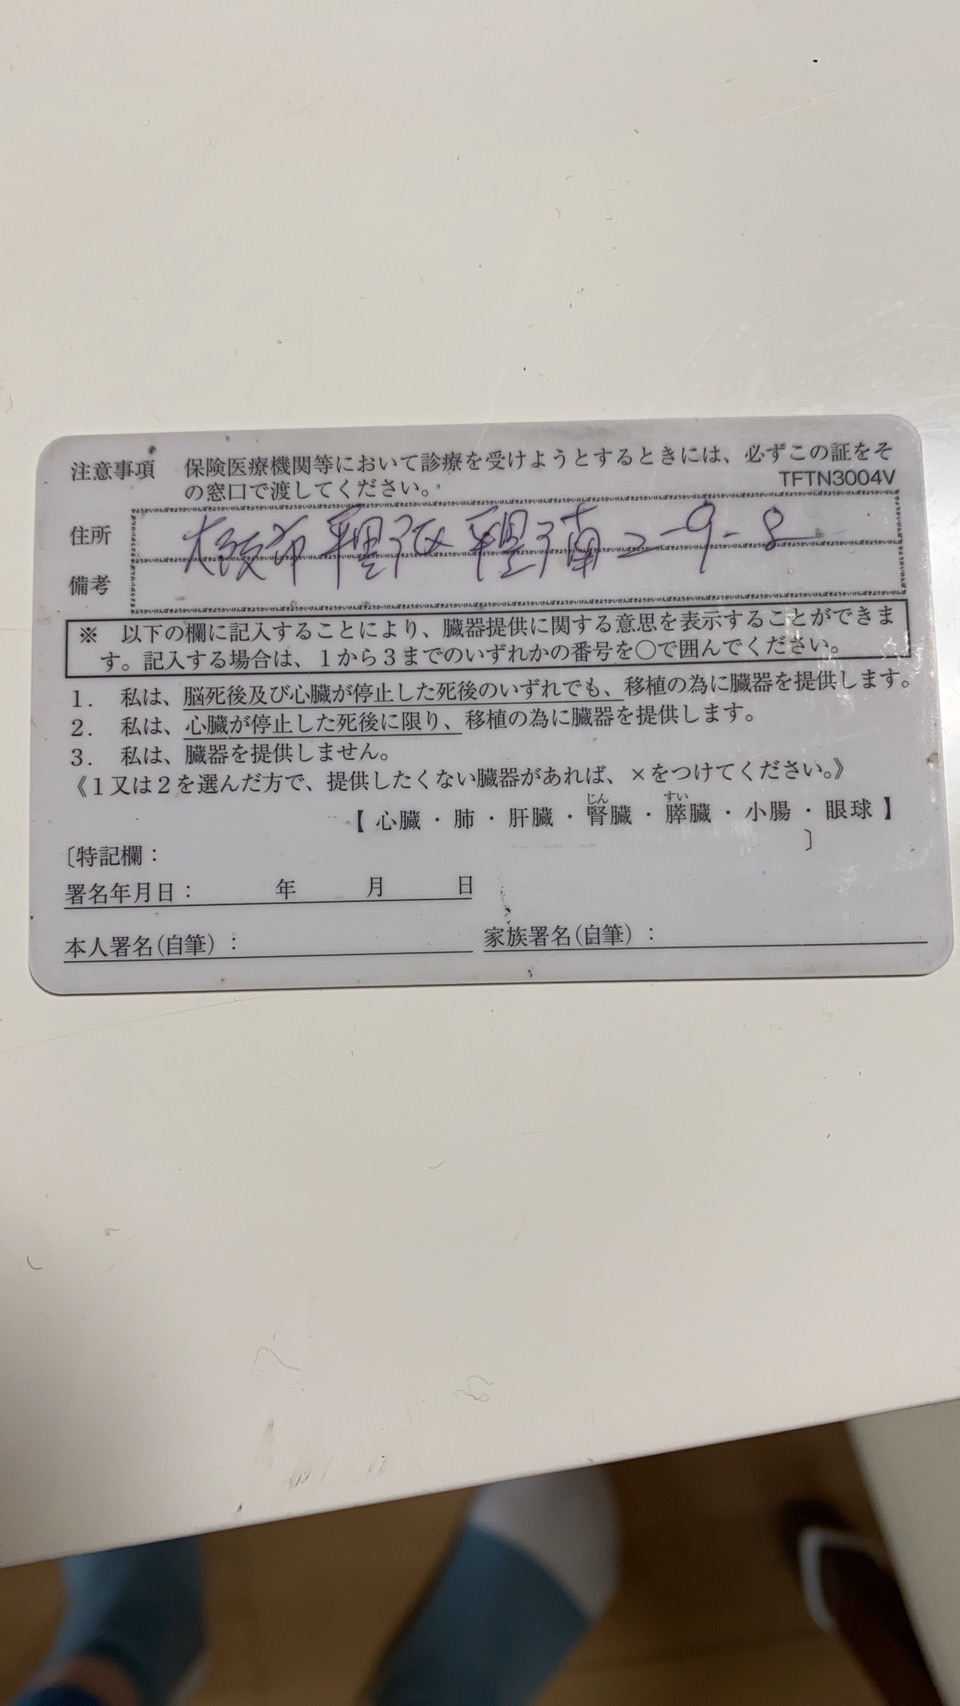 注意事項 保険医療機関等において診療を受けようとするときには、必ずこの証をそ
の窓口で渡してください。 TFTN3004V
住所 大阪市 平野区 平野南2-9-8
備考
※ 以下の欄に記入することにより、臓器提供に関する意思を表示することができま
す。記入する場合は、1から3までのいずれかの番号を○で囲んでください。
1. 私は、脳死後及び心臓が停止した死後のいずれでも、移植の為に臓器を提供します。
2. 私は、心臓が停止した死後に限り、移植の為に臓器を提供します。
3. 私は、臓器を提供しません。
《1又は2を選んだ方で、提供したくない臓器があれば、×をつけてください。》
じん すい
【 心臓 ・ 肺 ・ 肝臓 ・ 腎臓 ・ 膵臓 ・ 小腸 ・ 眼球 】
〔特記欄： 〕
署名年月日： 年 月 日
本人署名(自筆)： 家族署名(自筆)：